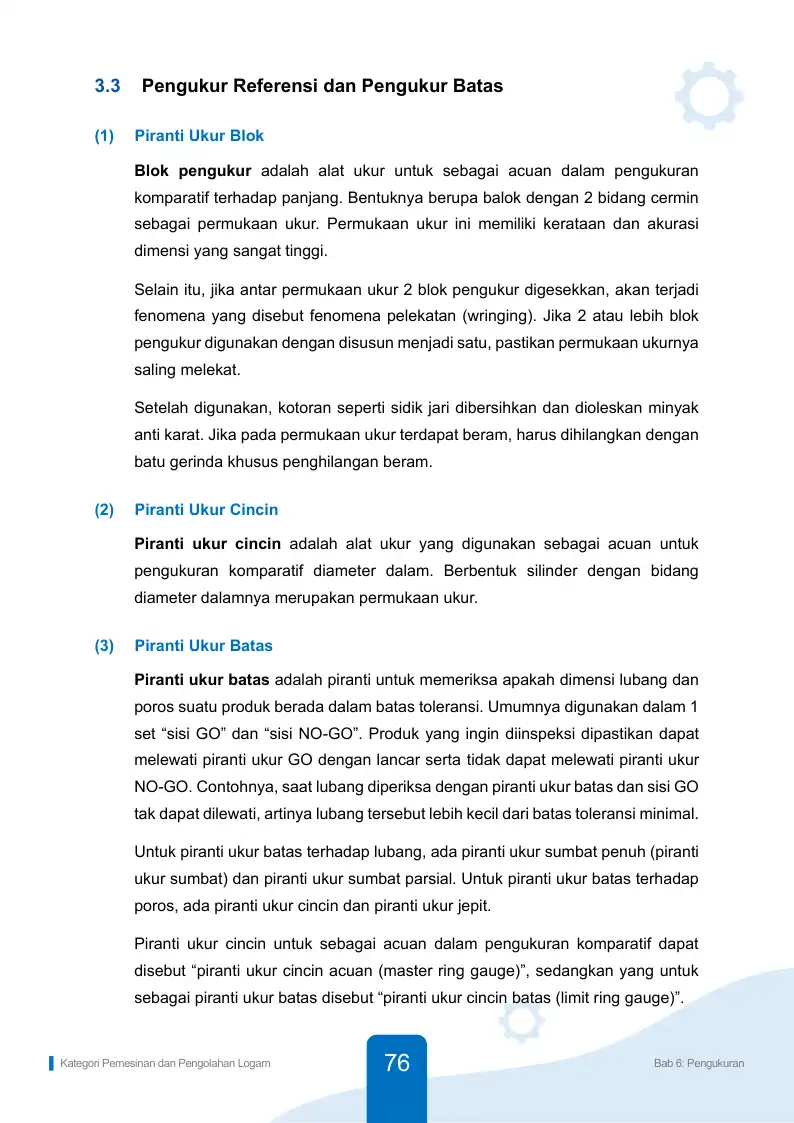 3.3 Pengukur Referensi dan Pengukur Batas
(1) Piranti Ukur Blok
Blok pengukur adalah alat ukur untuk sebagai acuan dalam pengukuran
komparatif terhadap panjang. Bentuknya berupa balok dengan 2 bidang cermin
sebagai permukaan ukur. Permukaan ukur ini memiliki kerataan dan akurasi
dimensi yang sangat tinggi.
Selain itu, jika antar permukaan ukur 2 blok pengukur digesekkan, akan terjadi
fenomena yang disebut fenomena pelekatan (wringing). Jika 2 atau lebih blok
pengukur digunakan dengan disusun menjadi satu, pastikan permukaan ukurnya
saling melekat.
Setelah digunakan, kotoran seperti sidik jari dibersihkan dan dioleskan minyak
anti karat. Jika pada permukaan ukur terdapat beram, harus dihilangkan dengan
batu gerinda khusus penghilangan beram.
(2) Piranti Ukur Cincin
Piranti ukur cincin adalah alat ukur yang digunakan sebagai acuan untuk
pengukuran komparatif diameter dalam. Berbentuk silinder dengan bidang
diameter dalamnya merupakan permukaan ukur.
(3) Piranti Ukur Batas
Piranti ukur batas adalah piranti untuk memeriksa apakah dimensi lubang dan
poros suatu produk berada dalam batas toleransi. Umumnya digunakan dalam 1
set “sisi GO” dan “sisi NO-GO”. Produk yang ingin diinspeksi dipastikan dapat
melewati piranti ukur GO dengan lancar serta tidak dapat melewati piranti ukur
NO-GO. Contohnya, saat lubang diperiksa dengan piranti ukur batas dan sisi GO
tak dapat dilewati, artinya lubang tersebut lebih kecil dari batas toleransi minimal.
Untuk piranti ukur batas terhadap lubang, ada piranti ukur sumbat penuh (piranti
ukur sumbat) dan piranti ukur sumbat parsial. Untuk piranti ukur batas terhadap
poros, ada piranti ukur cincin dan piranti ukur jepit.
Piranti ukur cincin untuk sebagai acuan dalam pengukuran komparatif dapat
disebut “piranti ukur cincin acuan (master ring gauge)”, sedangkan yang untuk
sebagai piranti ukur batas disebut “piranti ukur cincin batas (limit ring gauge)”.
Kategori Pemesinan dan Pengolahan Logam
76
Bab 6: Pengukuran